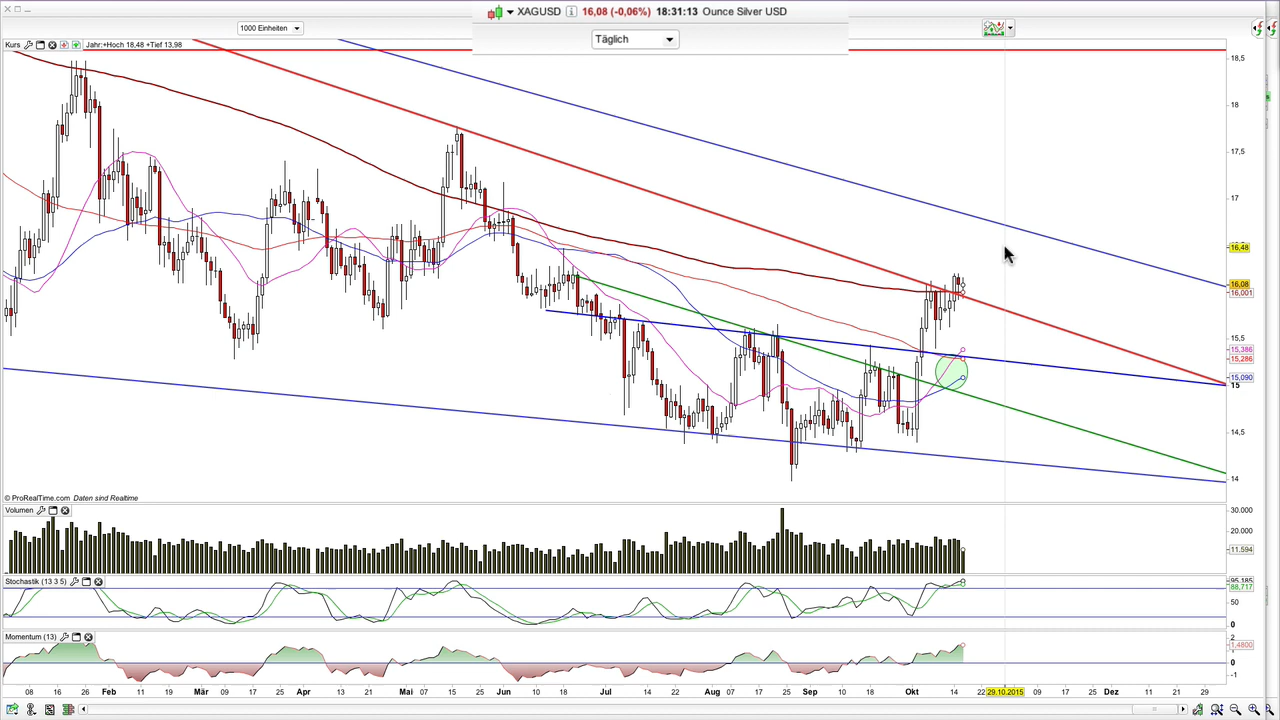 XAGUSD 16,08 (-0,06%) 18:31:13 Ounce Silver USD
1000 Einheiten
Täglich
Kurs
Jahr:+Hoch 18,48 +Tief 13,98
18,5
18
17,5
17
16,48
16,08
16,001
15,5
15,386
15,286
15,090
15
14,5
14
© ProRealTime.com Daten sind Realtime
Volumen
30.000
20.000
11.594
Stochastik (13 3 5)
95,185
88,717
50
0
Momentum (13)
2
1,4800
0
-1
08 16 26 Feb 11 19 Mär 09 17 Apr 13 21 Mai 07 15 25 Jun 10 18 Jul 14 22 Aug 07 17 25 Sep 10 18 Okt 14 22 29.10.2015 09 17 25 Dez 11 21 29